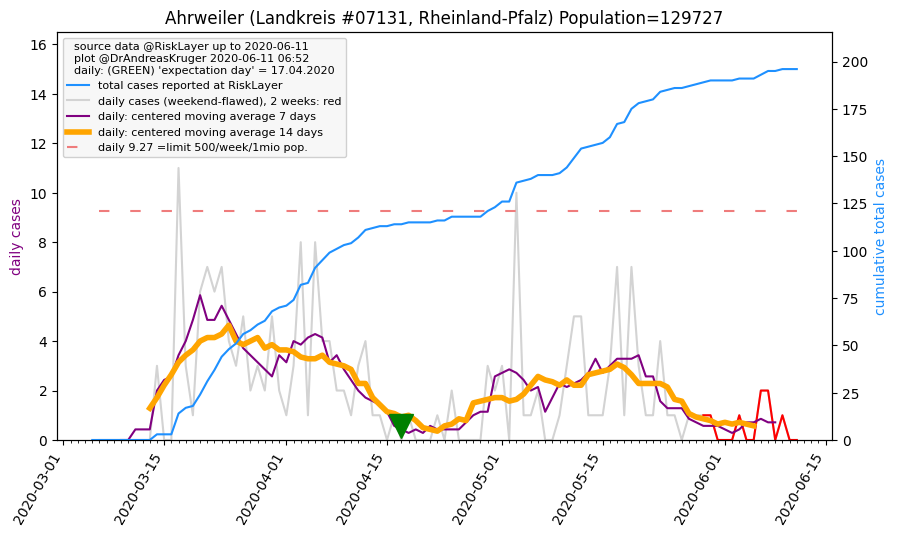 Ahrweiler (Landkreis #07131, Rheinland-Pfalz) Population=129727
source data @RiskLayer up to 2020-06-11
plot @DrAndreasKruger 2020-06-11 06:52
daily: (GREEN) 'expectation day' = 17.04.2020
total cases reported at RiskLayer
daily cases (weekend-flawed), 2 weeks: red
daily: centered moving average 7 days
daily: centered moving average 14 days
daily 9.27 =limit 500/week/1mio pop.
daily cases
16
14
12
10
8
6
4
2
0
cumulative total cases
200
175
150
125
100
75
50
25
0
2020-03-01
2020-03-15
2020-04-01
2020-04-15
2020-05-01
2020-05-15
2020-06-01
2020-06-15